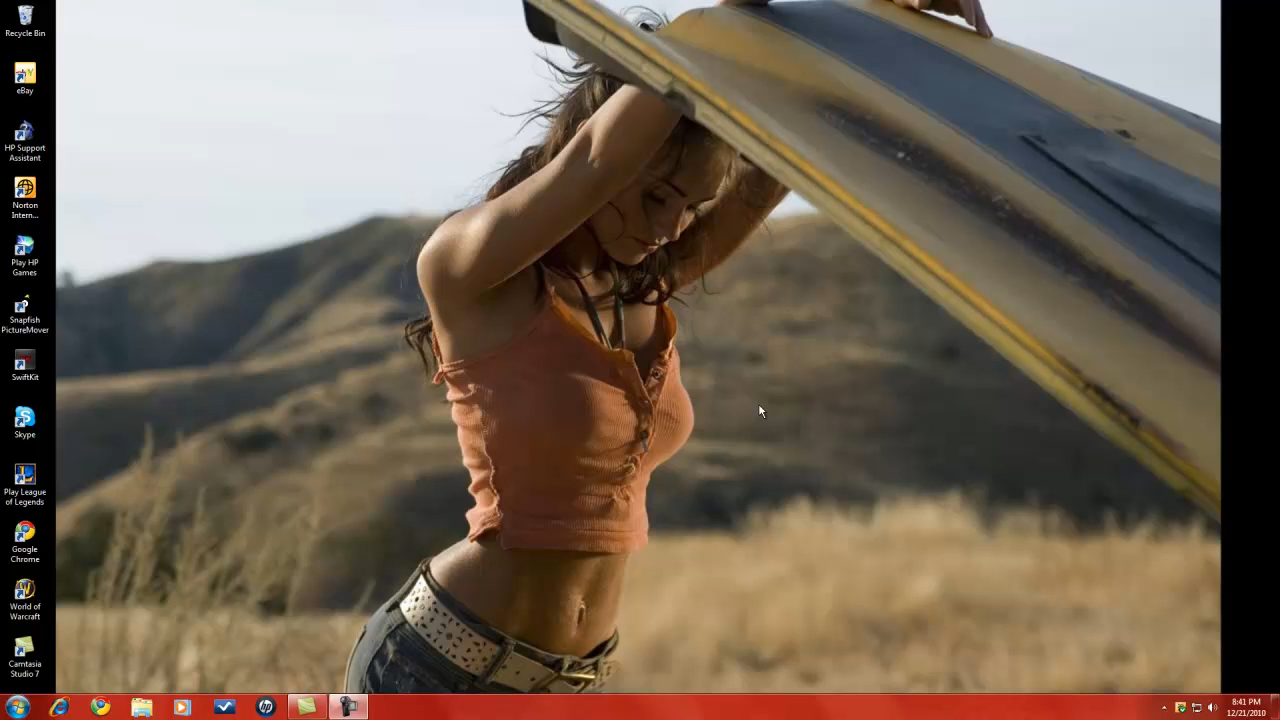 Recycle Bin
eBay
HP Support
Assistant
Norton
Intern...
Play HP
Games
Snapfish
PictureMover
SwiftKit
Skype
Play League
of Legends
Google
Chrome
World of
Warcraft
Camtasia
Studio 7
8:41 PM
12/21/2010